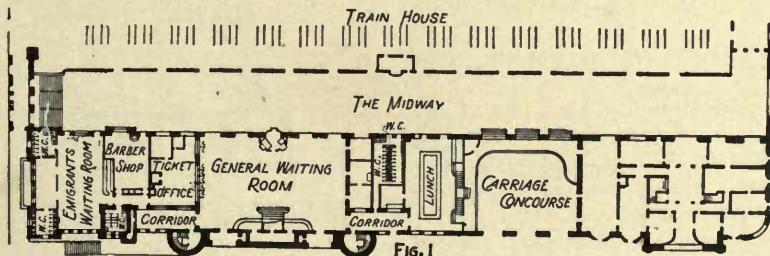 TRAIN HOUSE
THE MIDWAY
W.C.
W.C.
EMIGRANTS
WAITING ROOM
BARBER
SHOP
TICKET
OFFICE
GENERAL WAITING
ROOM
W.C.
LUNCH
CARRIAGE
CONCOURSE
W.C.
W.C.
CORRIDOR
CORRIDOR
FIG. 1